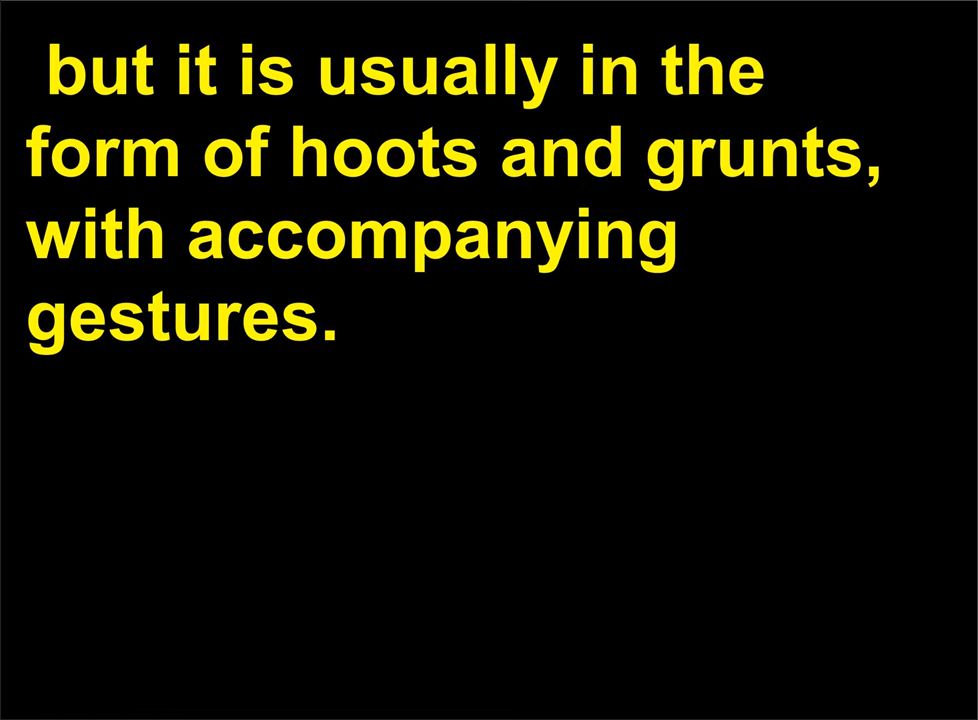 but it is usually in the
form of hoots and grunts,
with accompanying
gestures.